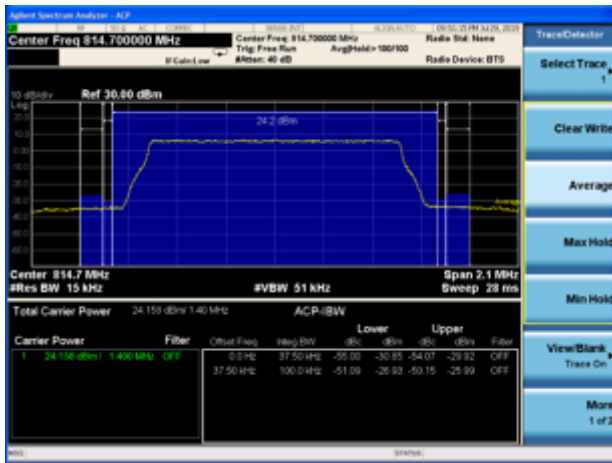 Agilent Spectrum Analyzer - ACP
Center Freq 814.700000 MHz
Center Freq: 814.700000 MHz
Trig: Free Run Avg|Hold:> 100/100
#Atten: 40 dB
IFGain:Low
Radio Std: None
Radio Device: BTS
10 dB/div Ref 30.00 dBm
Log
24.2 dBm
Center 814.7 MHz Span 2.1 MHz
#Res BW 15 kHz #VBW 51 kHz Sweep 28 ms
Total Carrier Power 24.158 dBm/ 1.40 MHz ACP-IBW
Lower Upper
Carrier Power Filter Offset Freq Integ BW dBc dBm dBc dBm Filter
1 24.158 dBm / 1.400 MHz OFF 0.0 Hz 37.50 kHz -55.00 -30.85 -54.07 -29.92 OFF
37.50 kHz 100.0 kHz -51.09 -26.93 -50.15 -25.99 OFF
MSG STATUS
Trace/Detector
Select Trace
1
Clear Write
Average
Max Hold
Min Hold
View/Blank
Trace On
More
1 of 2